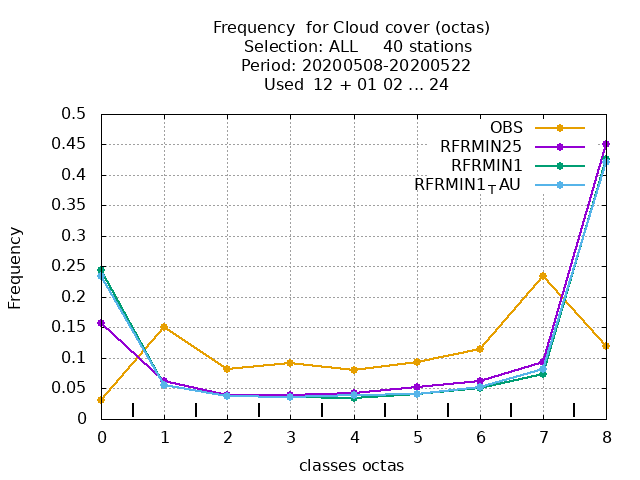 Frequency  for Cloud cover (octas)
Selection: ALL     40 stations
Period: 20200508-20200522
Used  12 + 01 02 ... 24
0.5
0.45
0.4
0.35
0.3
0.25
0.2
0.15
0.1
0.05
0
Frequency
OBS
RFRMIN25
RFRMIN1
RFRMIN1_TAU
0 1 2 3 4 5 6 7 8
classes octas